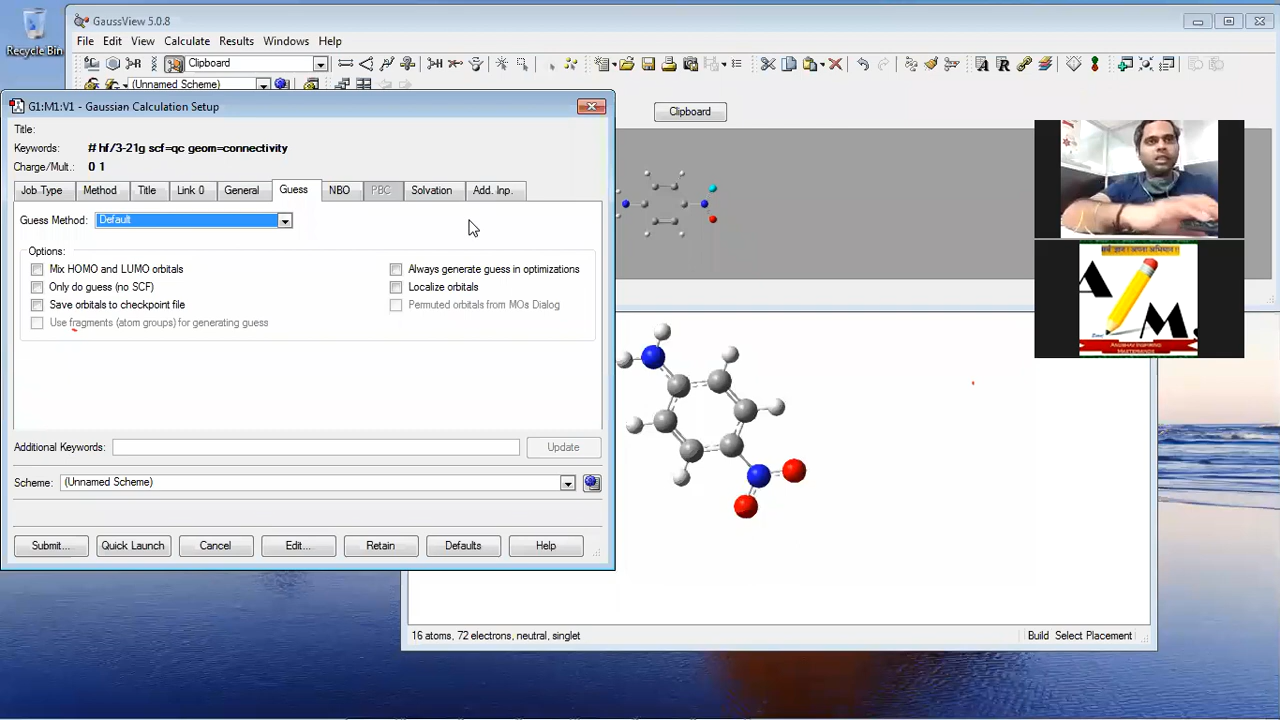 Recycle Bin
GaussView 5.0.8
File Edit View Calculate Results Windows Help
Clipboard
(Unnamed Scheme)
Clipboard
G1:M1:V1 - Gaussian Calculation Setup
Title:
Keywords: # hf/3-21g scf=qc geom=connectivity
Charge/Mult.: 0 1
Job Type Method Title Link 0 General Guess NBO PBC Solvation Add. Inp.
Guess Method: Default
Options:
Mix HOMO and LUMO orbitals
Always generate guess in optimizations
Only do guess (no SCF)
Localize orbitals
Save orbitals to checkpoint file
Permuted orbitals from MOs Dialog
Use fragments (atom groups) for generating guess
Additional Keywords: Update
Scheme: (Unnamed Scheme)
Submit... Quick Launch Cancel Edit... Retain Defaults Help
16 atoms, 72 electrons, neutral, singlet
Build Select Placement
A
M